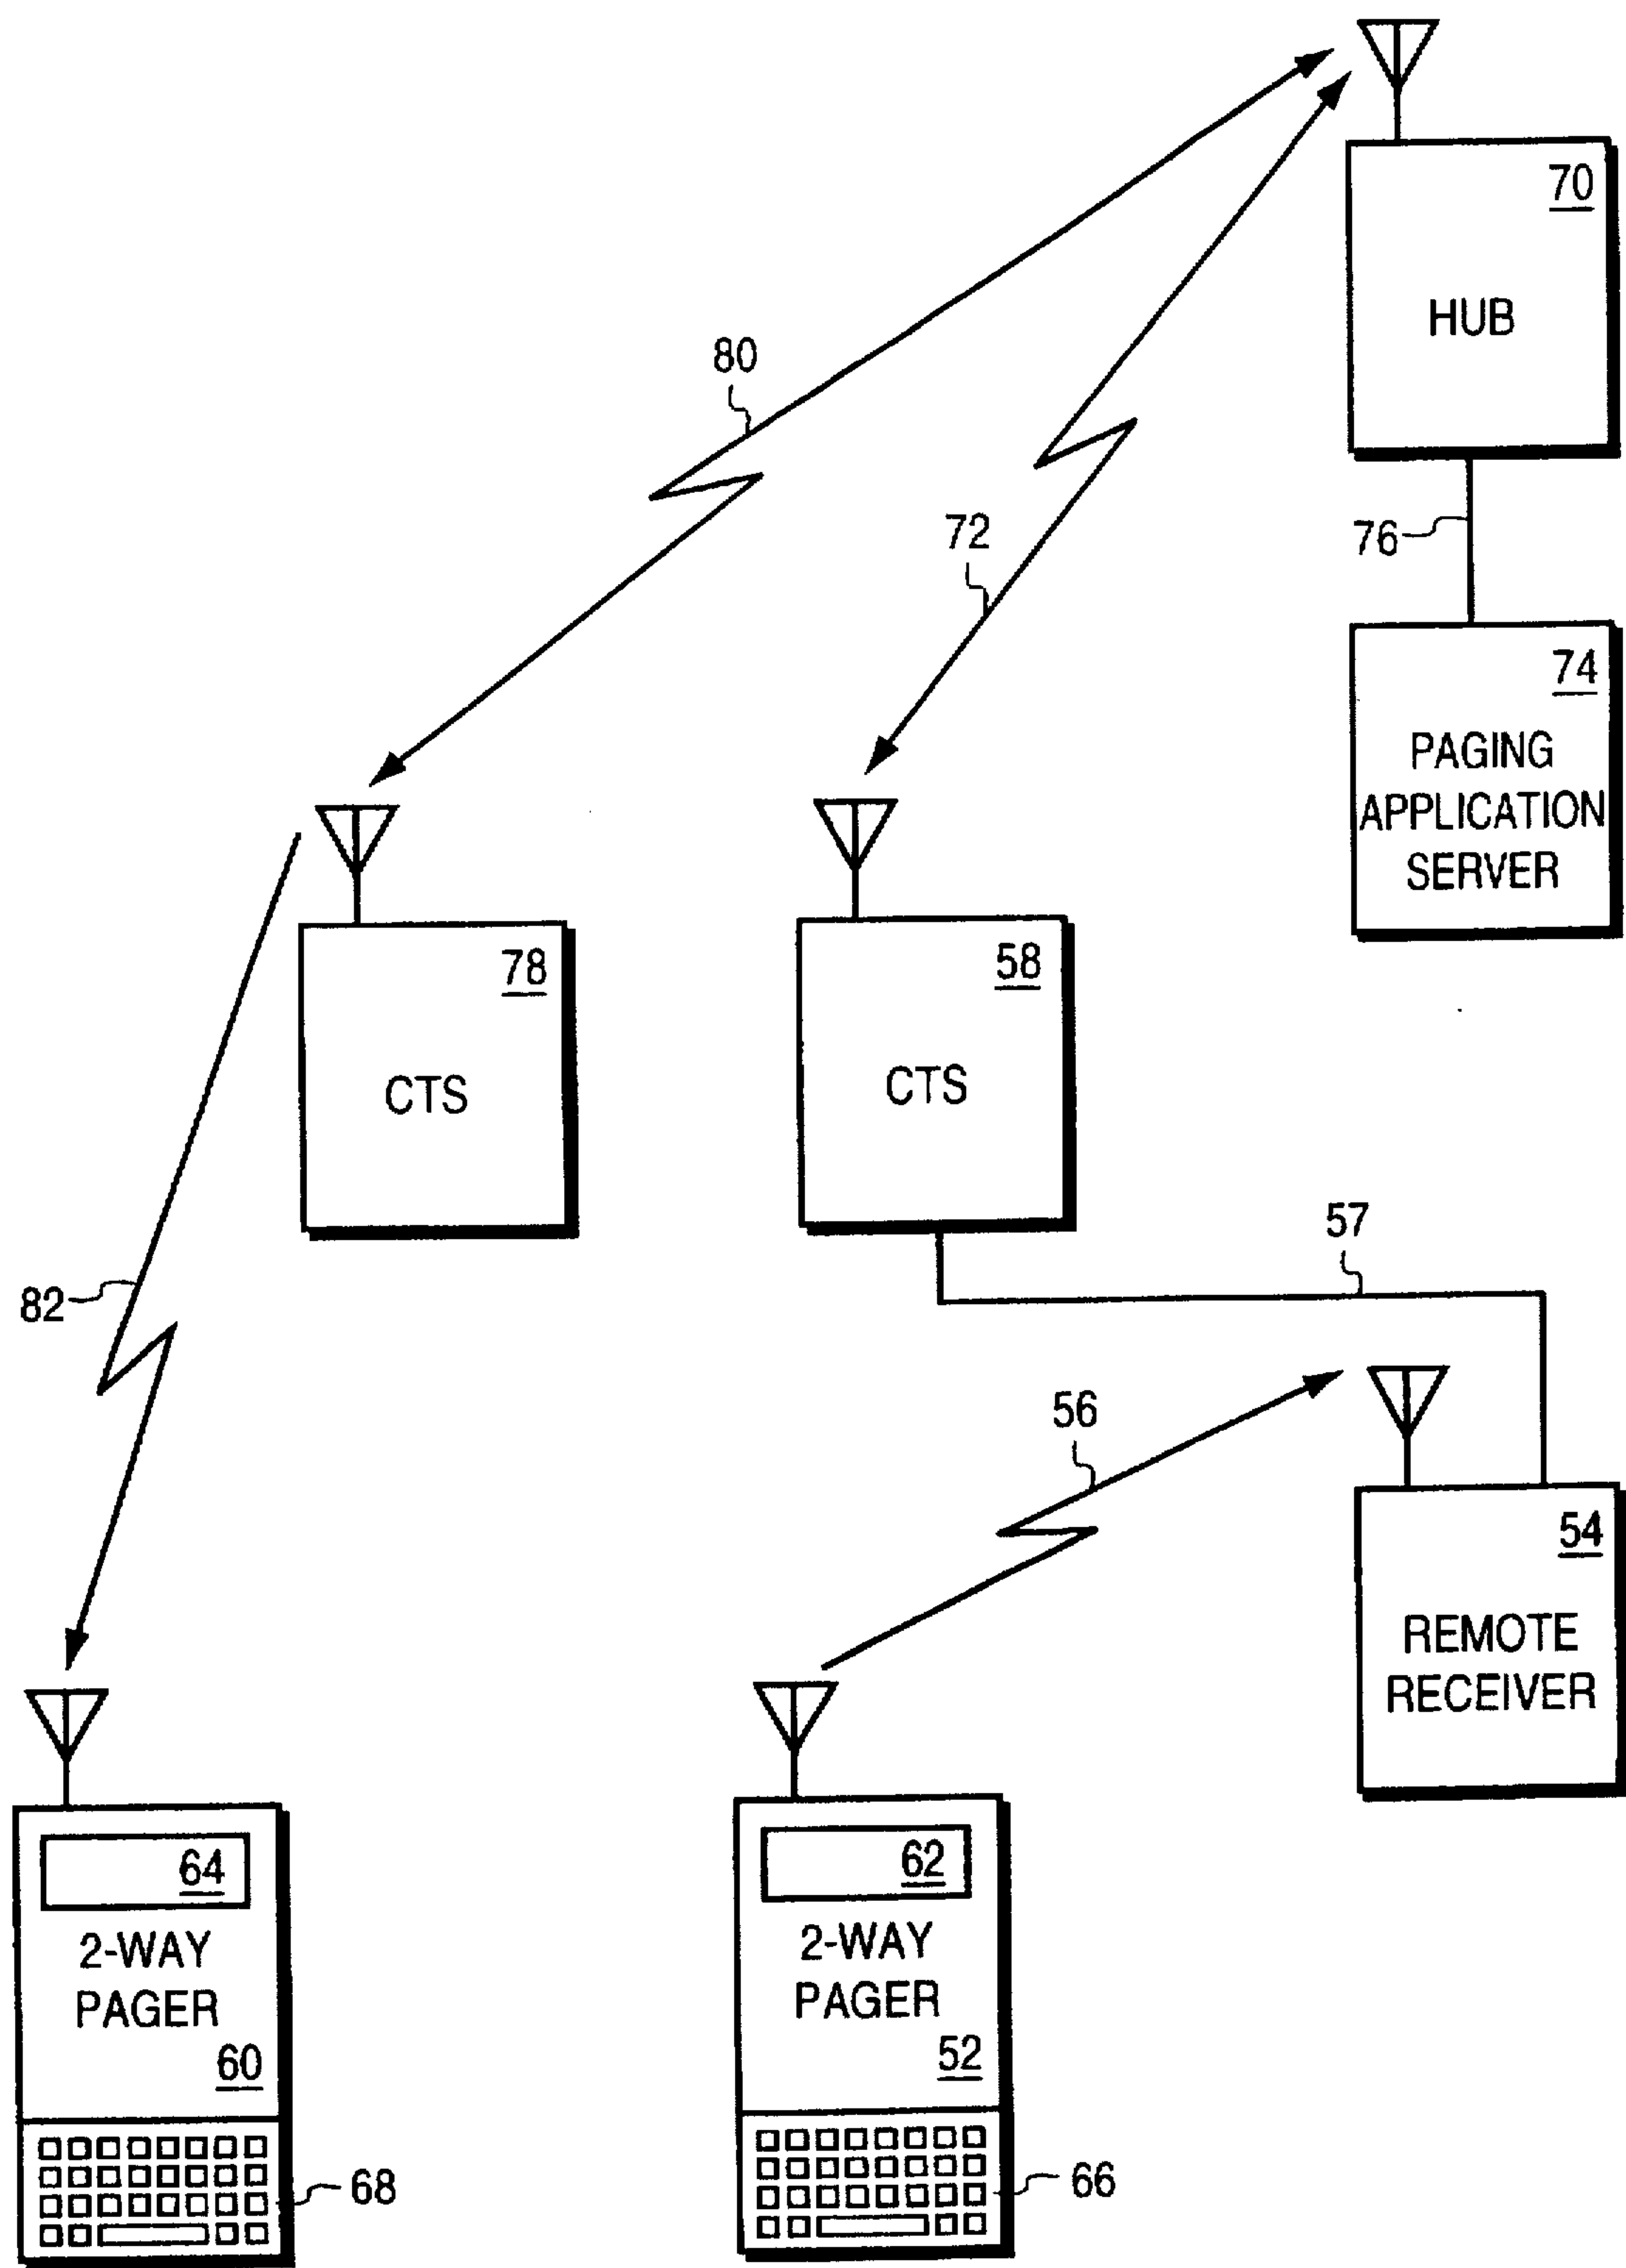 70
HUB
80
72
76
74
PAGING
APPLICATION
SERVER
78
CTS
58
CTS
57
82
56
54
REMOTE
RECEIVER
64
2-WAY
PAGER
60
68
62
2-WAY
PAGER
52
66